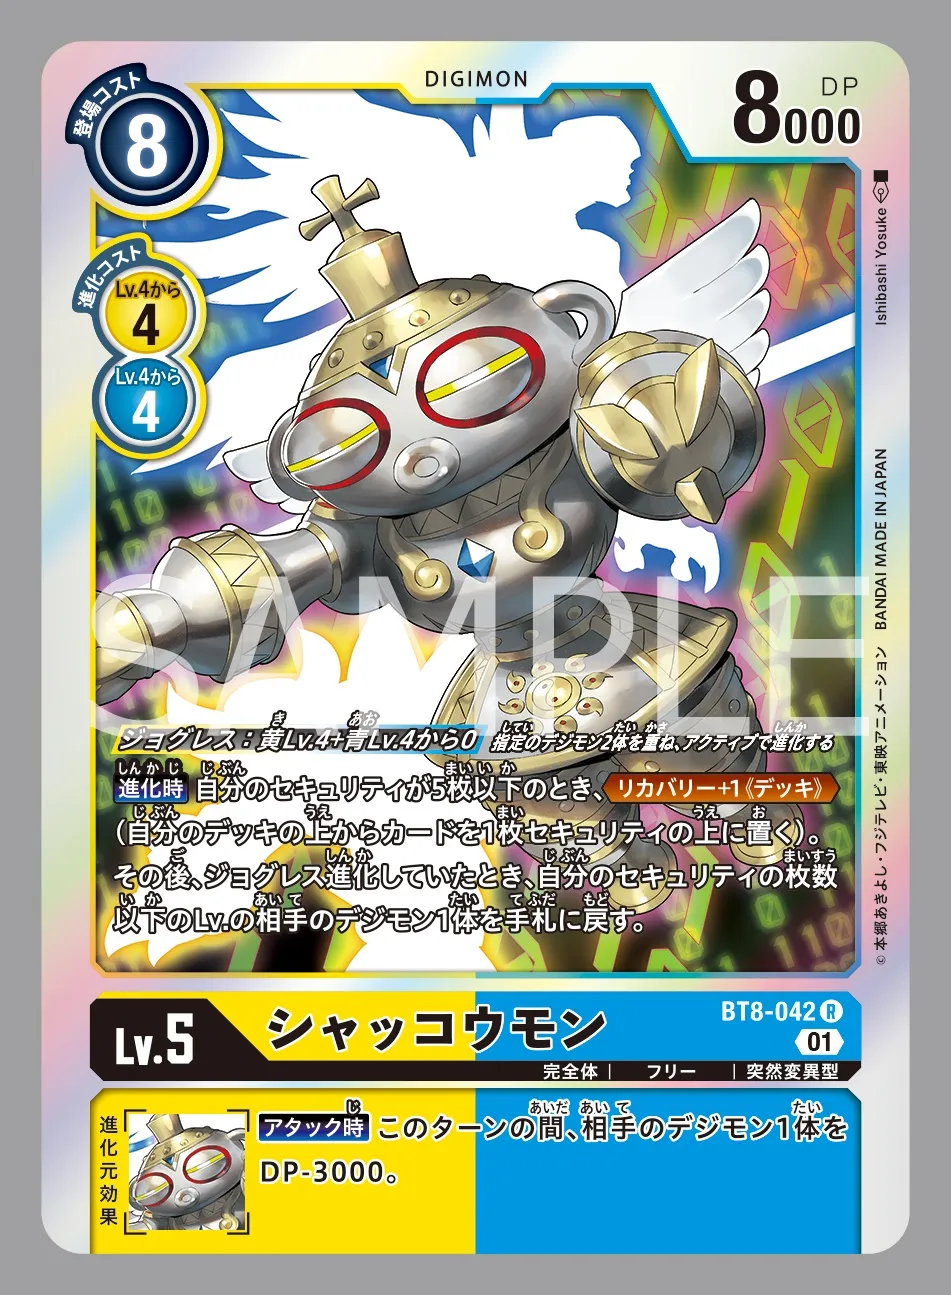 DIGIMON
登場コスト
8
DP
8000
進化コスト
Lv.4から
4
Lv.4から
4
Ishibashi Yosuke
BANDAI MADE IN JAPAN
©本郷あきよし・フジテレビ・東映アニメーション
SAMPLE
ジョグレス:黄Lv.4+青Lv.4から0 指定のデジモン2体を重ね、アクティブで進化する
進化時 自分のセキュリティが5枚以下のとき、リカバリー+1《デッキ》
(自分のデッキの上からカードを1枚セキュリティの上に置く)。
その後、ジョグレス進化していたとき、自分のセキュリティの枚数
以下のLv.の相手のデジモン1体を手札に戻す。
Lv.5
シャッコウモン
BT8-042 R
01
完全体 | フリー | 突然変異型
進化元効果
アタック時 このターンの間、相手のデジモン1体を
DP-3000。